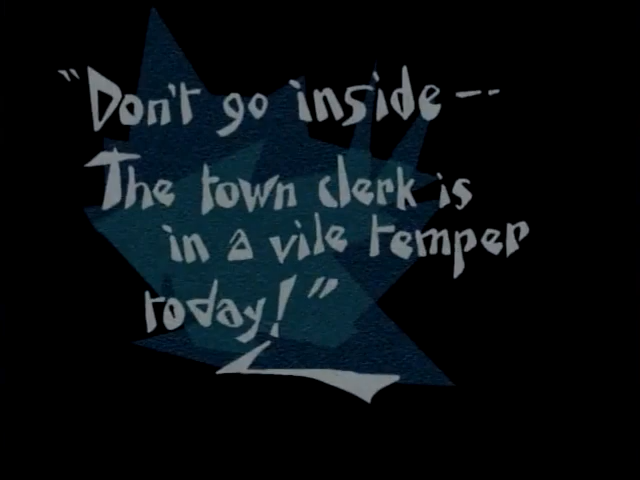 "Don't go inside --
The town clerk is
in a vile temper
today!"